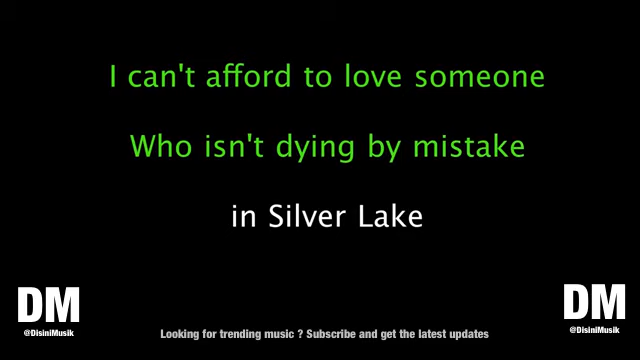 I can't afford to love someone
Who isn't dying by mistake
in Silver Lake
DM
@DisiniMusik
DM
@DisiniMusik
Looking for trending music ? Subscribe and get the latest updates